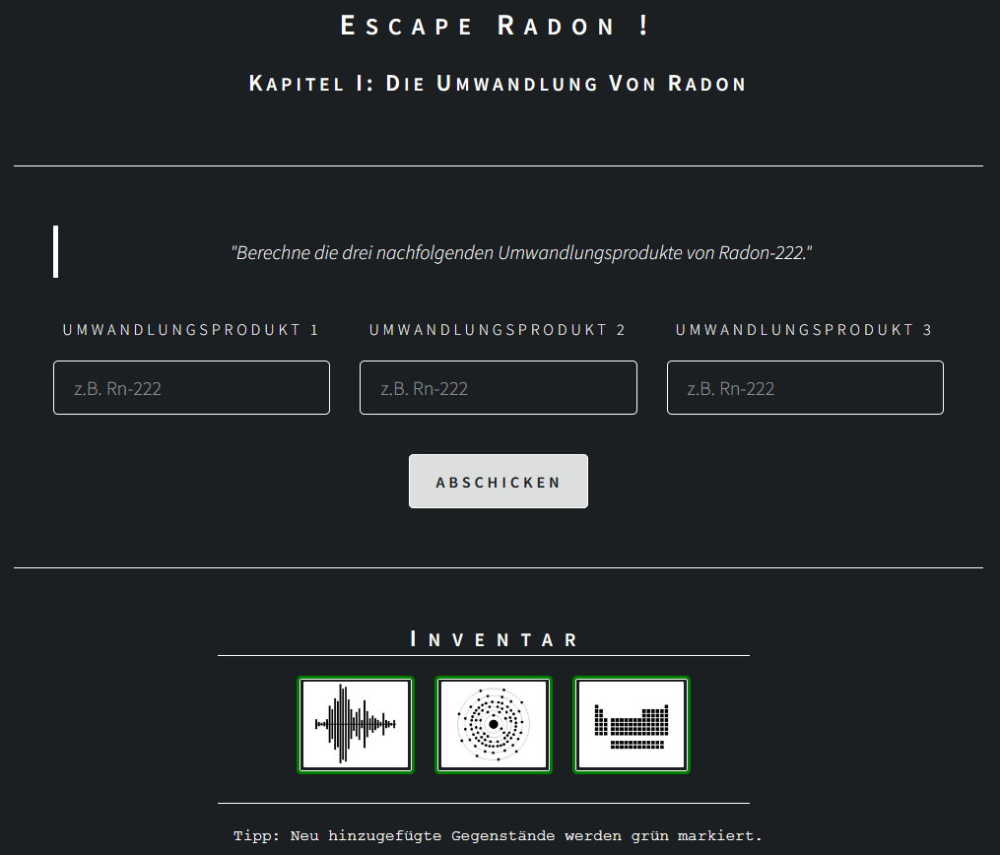 Escape Radon !
Kapitel I: Die Umwandlung Von Radon
"Berechne die drei nachfolgenden Umwandlungsprodukte von Radon-222."
UMWANDLUNGSPRODUKT 1 UMWANDLUNGSPRODUKT 2 UMWANDLUNGSPRODUKT 3
z.B. Rn-222 z.B. Rn-222 z.B. Rn-222
ABSCHICKEN
Inventar
Tipp: Neu hinzugefügte Gegenstände werden grün markiert.